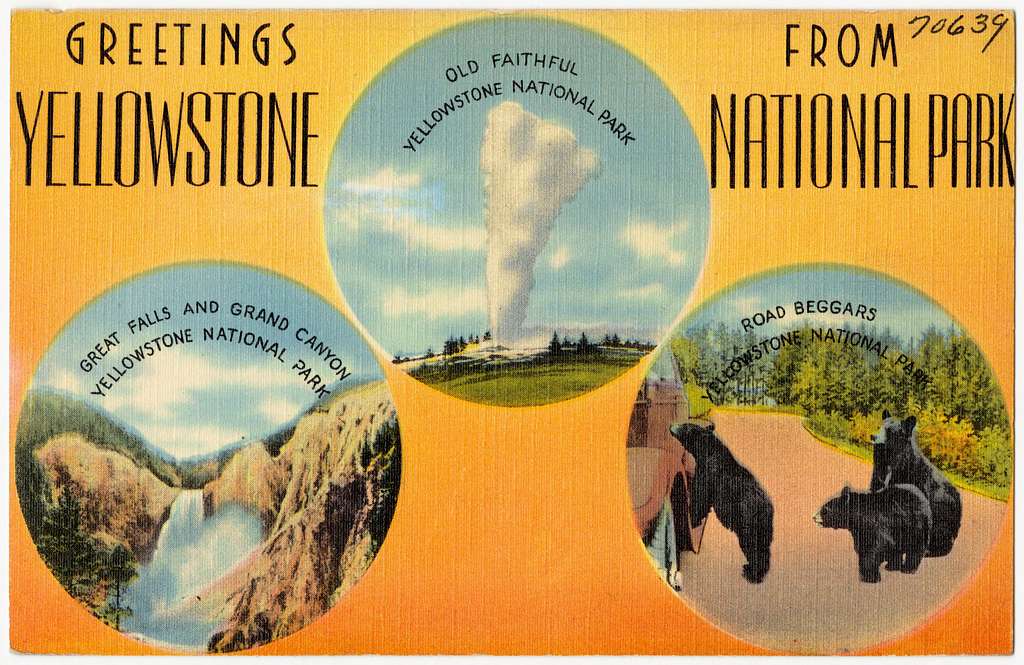 GREETINGS
YELLOWSTONE
FROM
NATIONAL PARK
70639
OLD FAITHFUL
YELLOWSTONE NATIONAL PARK
GREAT FALLS AND GRAND CANYON
YELLOWSTONE NATIONAL PARK
ROAD BEGGARS
YELLOWSTONE NATIONAL PARK